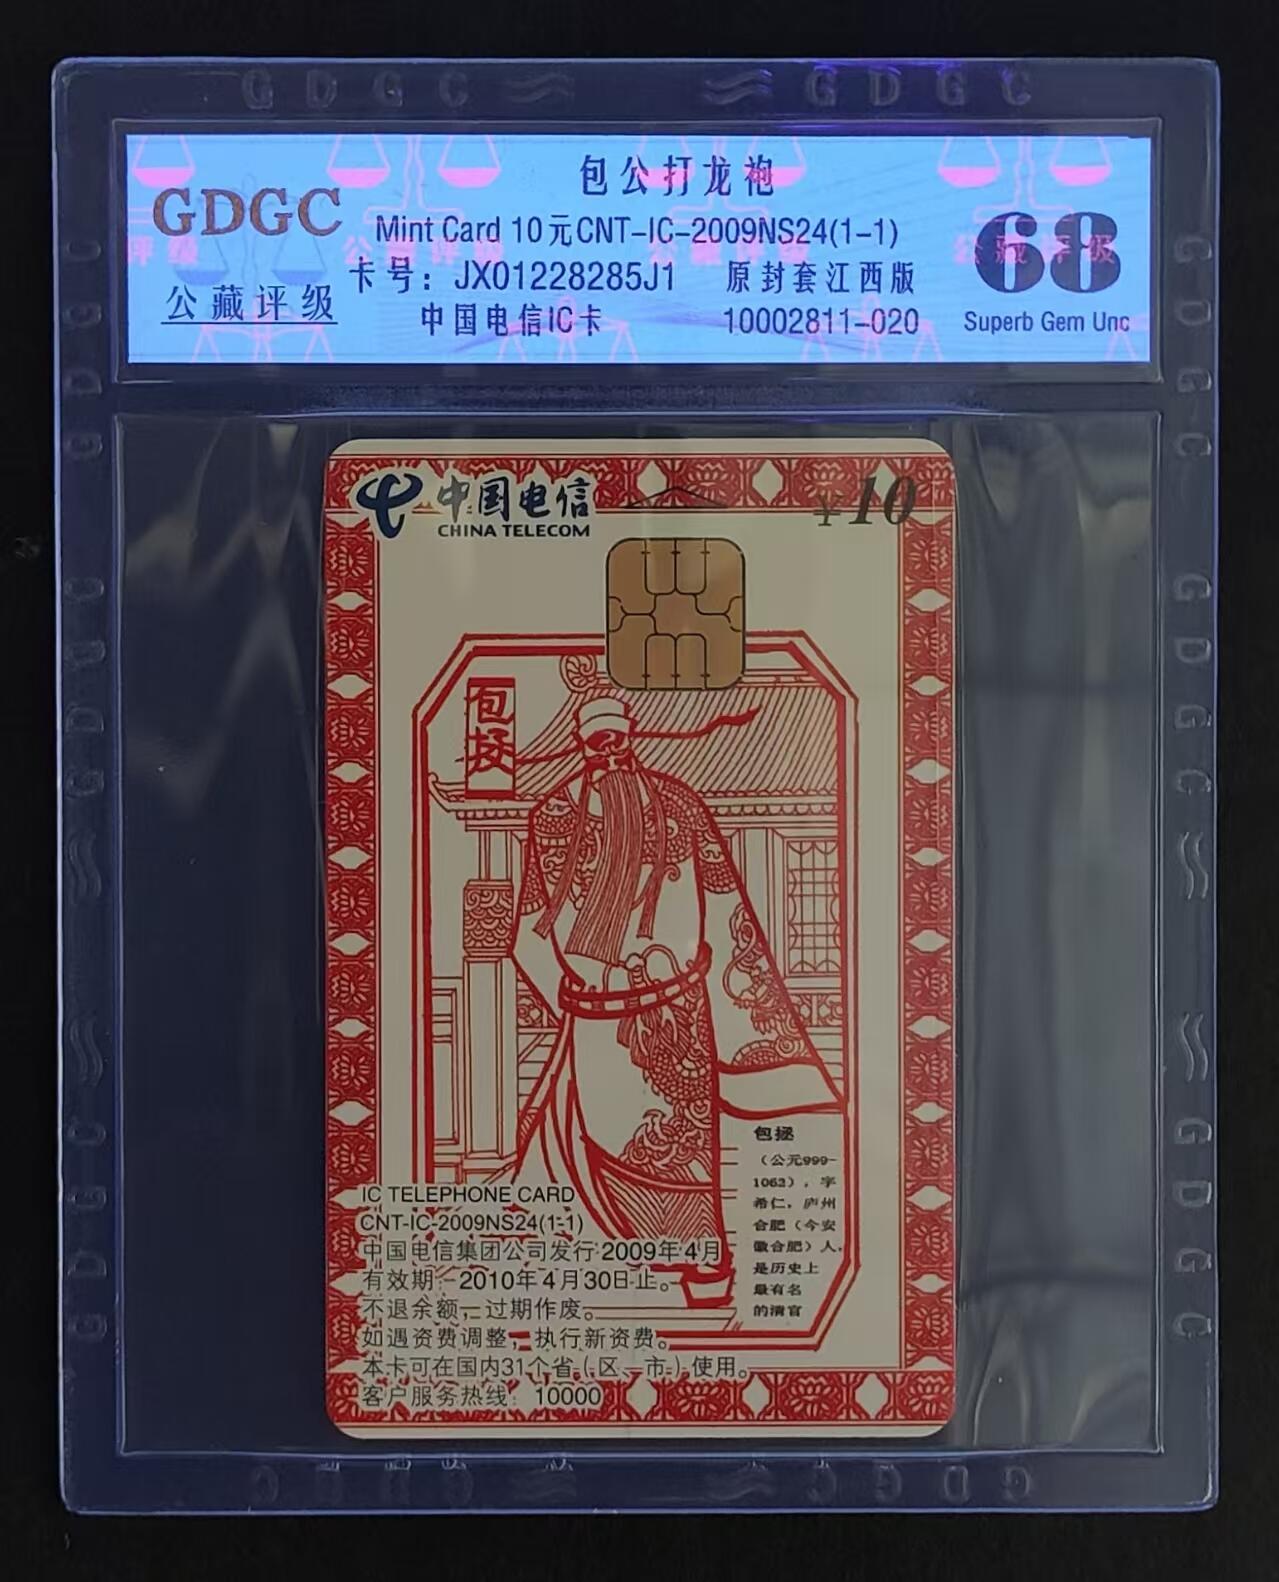 GDGC GDGC
包公打龙袍
GDGC
Mint Card 10元CNT-IC-2009NS24(1-1)
68
卡号：JX01228285J1 原封套江西版
公藏评级
中国电信IC卡 10002811-020
Superb Gem Unc
中国电信
CHINA TELECOM
¥10
包拯
包拯
（公元999-
1062），字
希仁，庐州
合肥（今安
徽合肥）人，
是历史上
最有名
的清官
IC TELEPHONE CARD
CNT-IC-2009NS24(1-1)
中国电信集团公司发行 2009年4月
有效期：2010年4月30日止。
不退余额，过期作废。
如遇资费调整，执行新资费。
本卡可在国内31个省（区、市）使用。
客户服务热线：10000